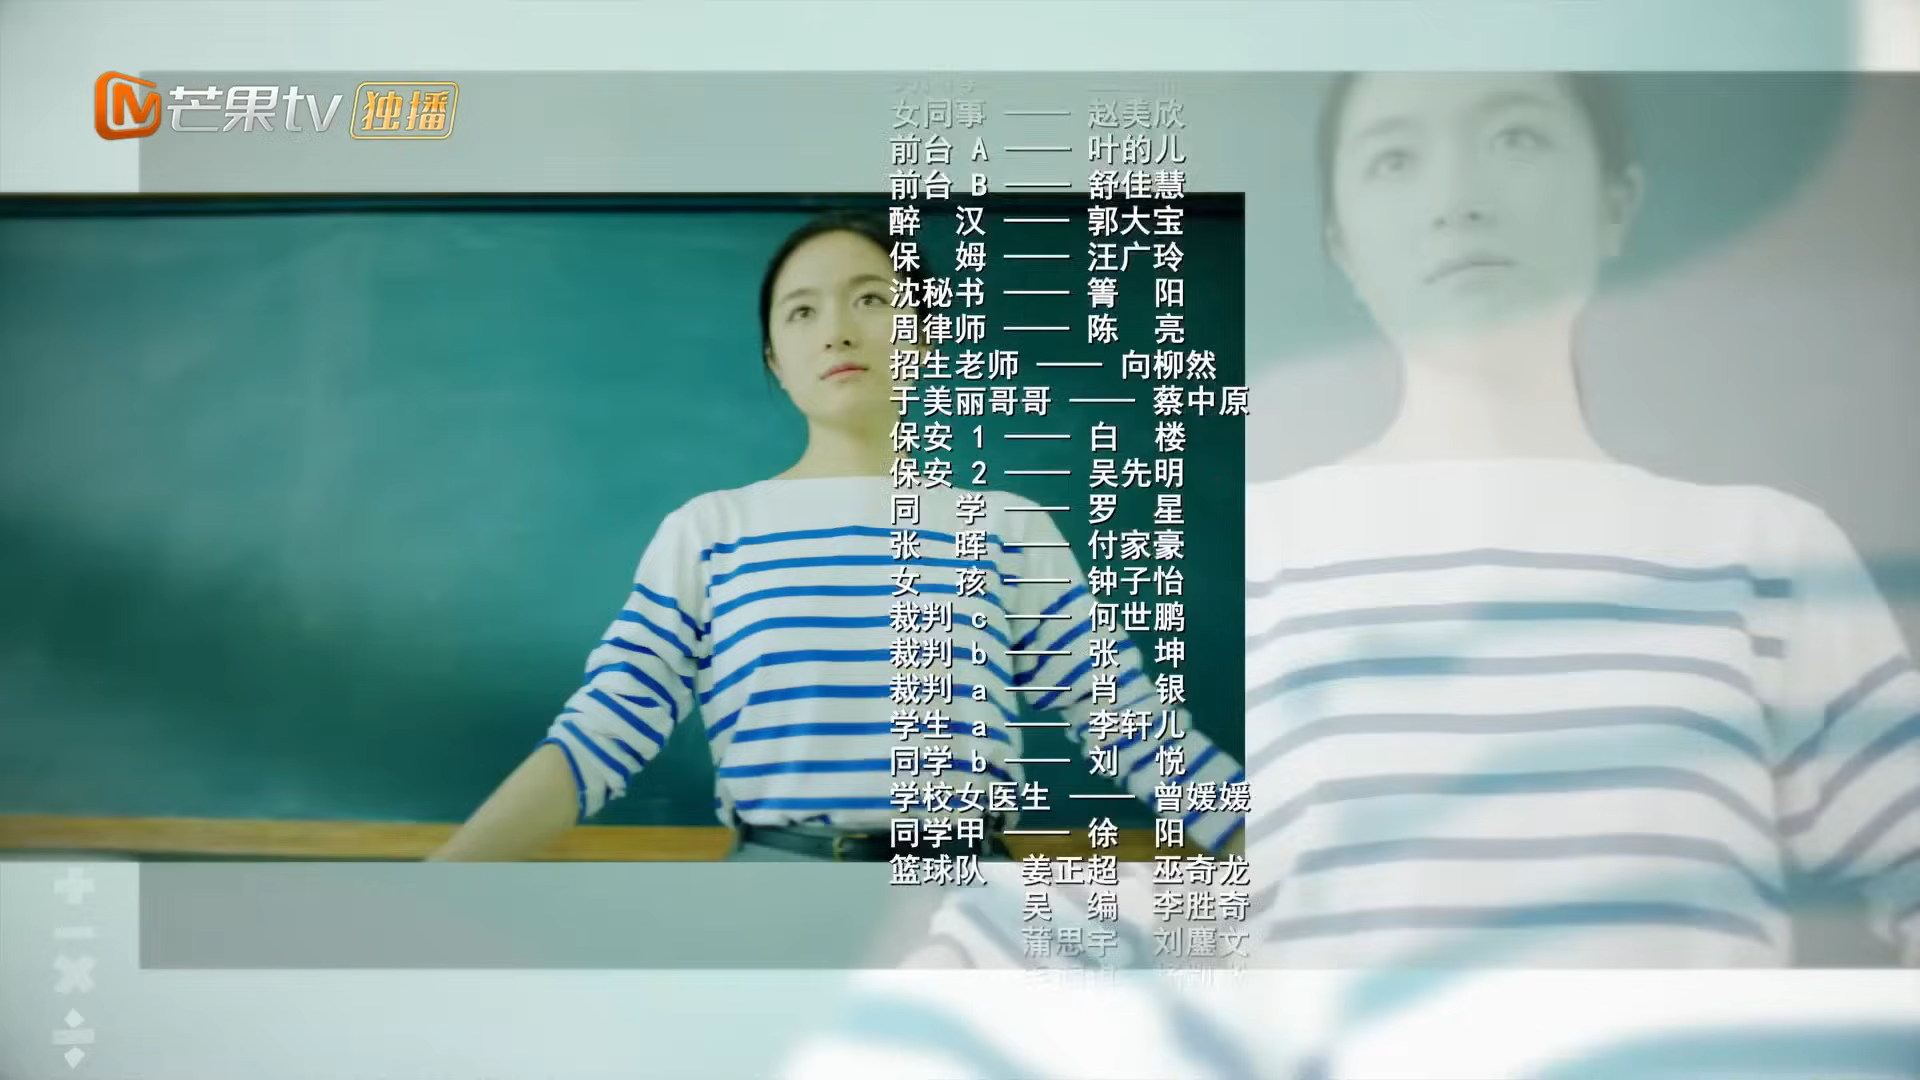 芒果tv 独播
女同事 —— 赵美欣
前台 A —— 叶的儿
前台 B —— 舒佳慧
醉 汉 —— 郭大宝
保 姆 —— 汪广玲
沈秘书 —— 箐 阳
周律师 —— 陈 亮
招生老师 —— 向柳然
于美丽哥哥 —— 蔡中原
保安 1 —— 白 楼
保安 2 —— 吴先明
同 学 —— 罗 星
张 晖 —— 付家豪
女 孩 —— 钟子怡
裁判 c —— 何世鹏
裁判 b —— 张 坤
裁判 a —— 肖 银
学生 a —— 李轩儿
同学 b —— 刘 悦
学校女医生 —— 曾媛媛
同学甲 —— 徐 阳
篮球队 姜正超 巫奇龙
吴 编 李胜奇
蒲思宇 刘鏖文